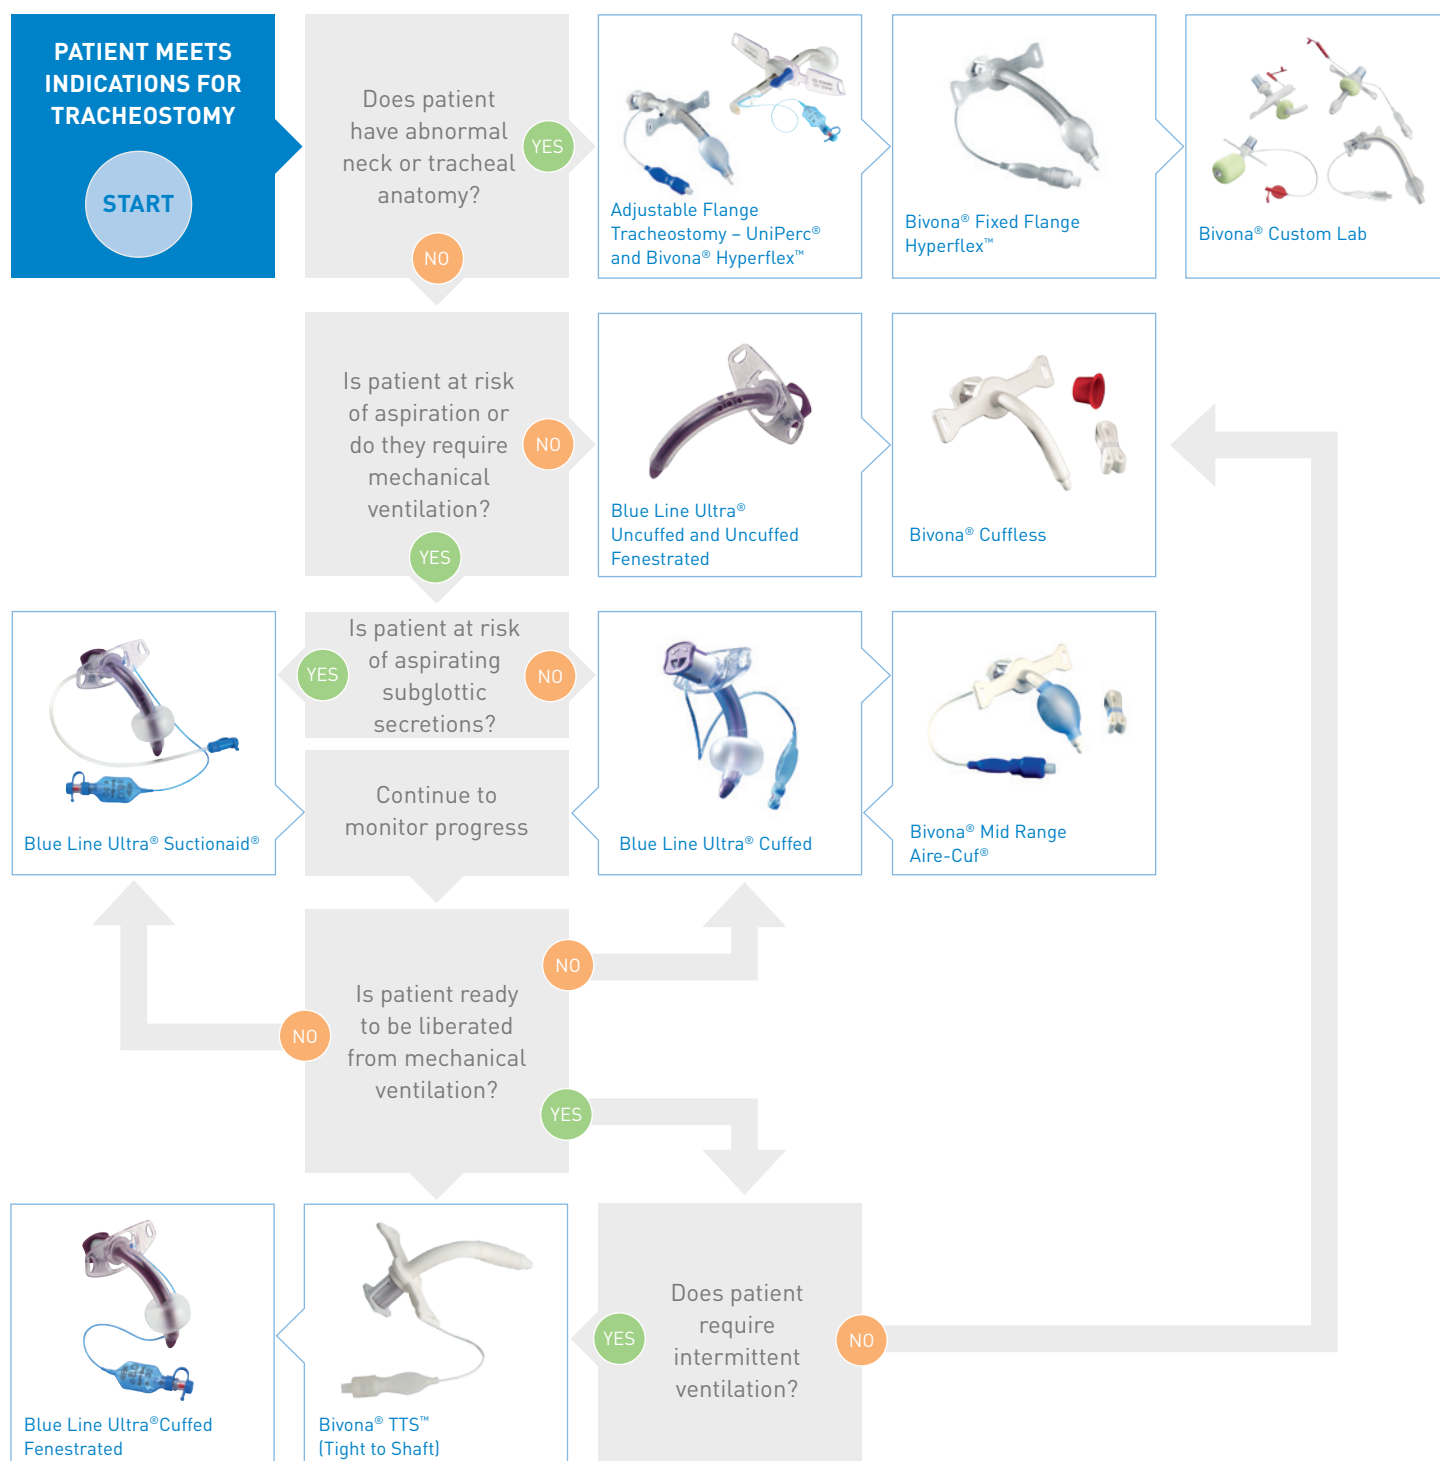 PATIENT MEETS
INDICATIONS FOR
TRACHEOSTOMY
START
Does patient
have abnormal
neck or tracheal
anatomy?
YES
NO
Adjustable Flange
Tracheostomy – UniPerc®
and Bivona® Hyperflex™
Bivona® Fixed Flange
Hyperflex™
Bivona® Custom Lab
Is patient at risk
of aspiration or
do they require
mechanical
ventilation?
NO
YES
Blue Line Ultra®
Uncuffed and Uncuffed
Fenestrated
Bivona® Cuffless
Is patient at risk
of aspirating
subglottic
secretions?
YES
NO
Blue Line Ultra® Suctionaid®
Continue to
monitor progress
Blue Line Ultra® Cuffed
Bivona® Mid Range
Aire-Cuf®
Is patient ready
to be liberated
from mechanical
ventilation?
NO
NO
YES
Blue Line Ultra®Cuffed
Fenestrated
Bivona® TTS™
(Tight to Shaft)
Does patient
require
intermittent
ventilation?
YES
NO